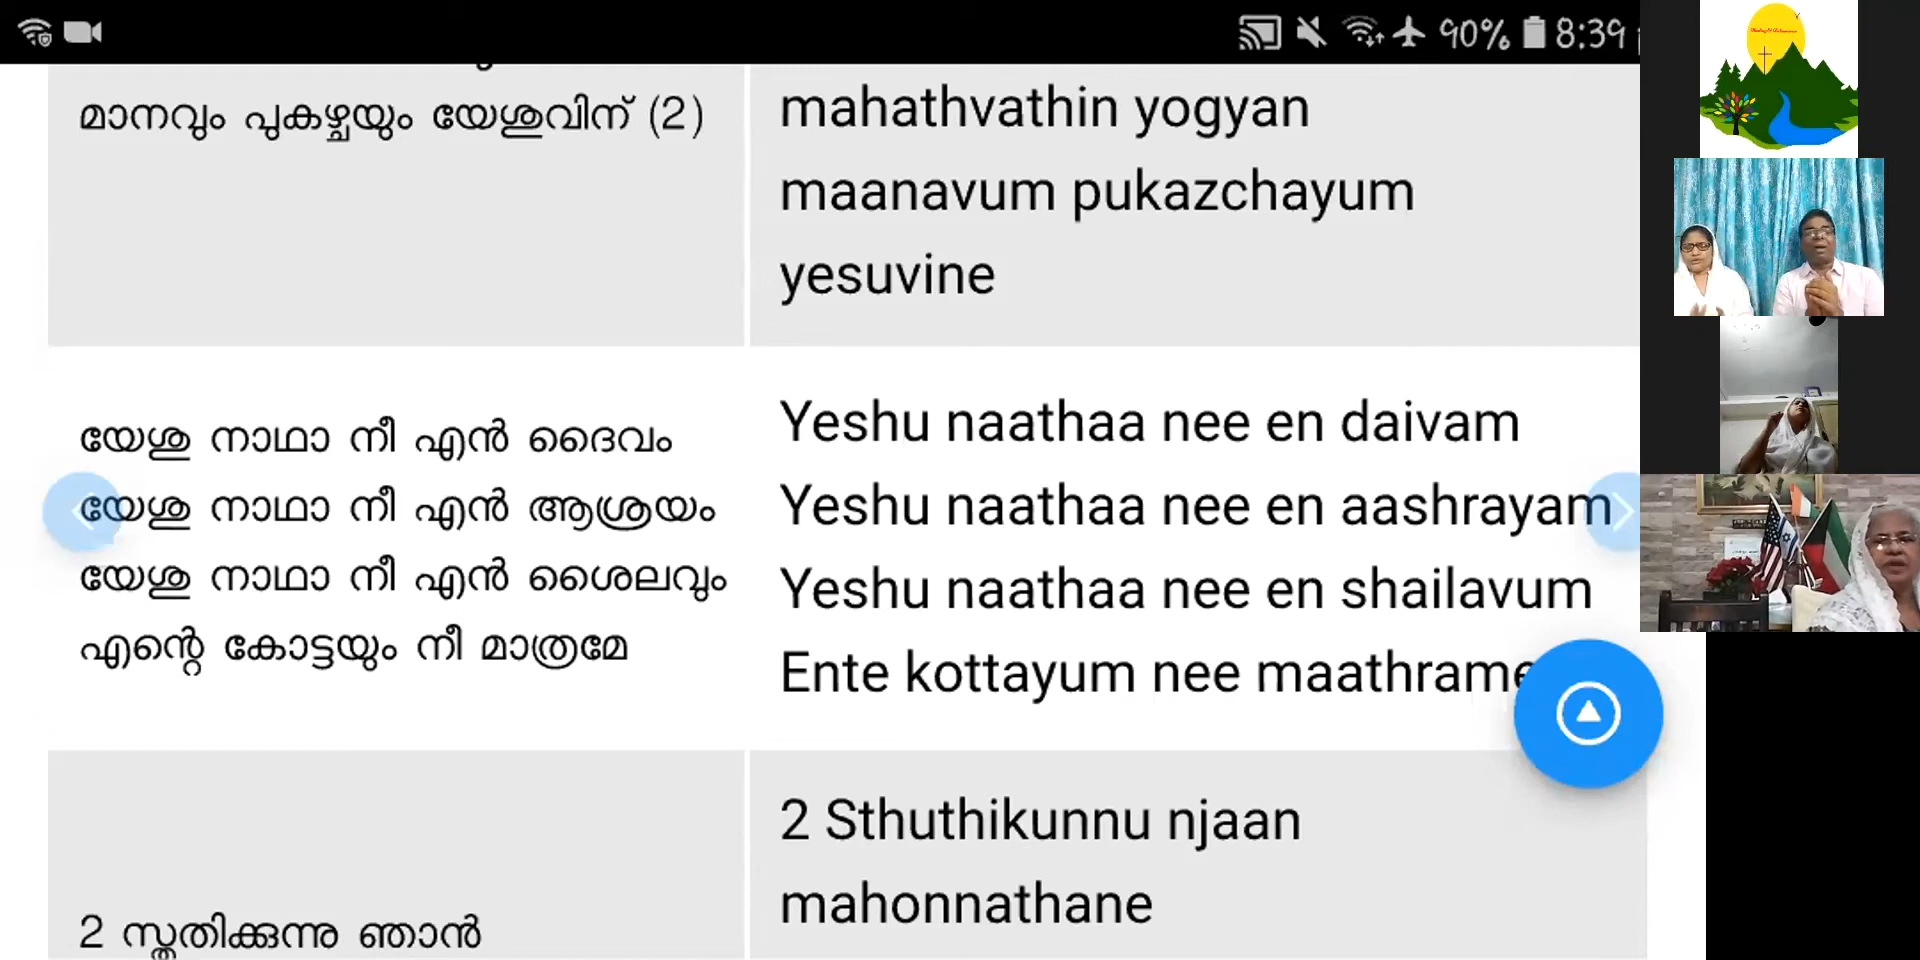 90% 8:39
മാനവും പുകഴ്ചയും യേശുവിന് (2)
mahathvathin yogyan
maanavum pukazchayum
yesuvine
യേശു നാഥാ നീ എൻ ദൈവം
യേശു നാഥാ നീ എൻ ആശ്രയം
യേശു നാഥാ നീ എൻ ശൈലവും
എന്റെ കോട്ടയും നീ മാത്രമേ
Yeshu naathaa nee en daivam
Yeshu naathaa nee en aashrayam
Yeshu naathaa nee en shailavum
Ente kottayum nee maathrame
2 സ്തുതിക്കുന്നു ഞാൻ
2 Sthuthikunnu njaan
mahonnathane